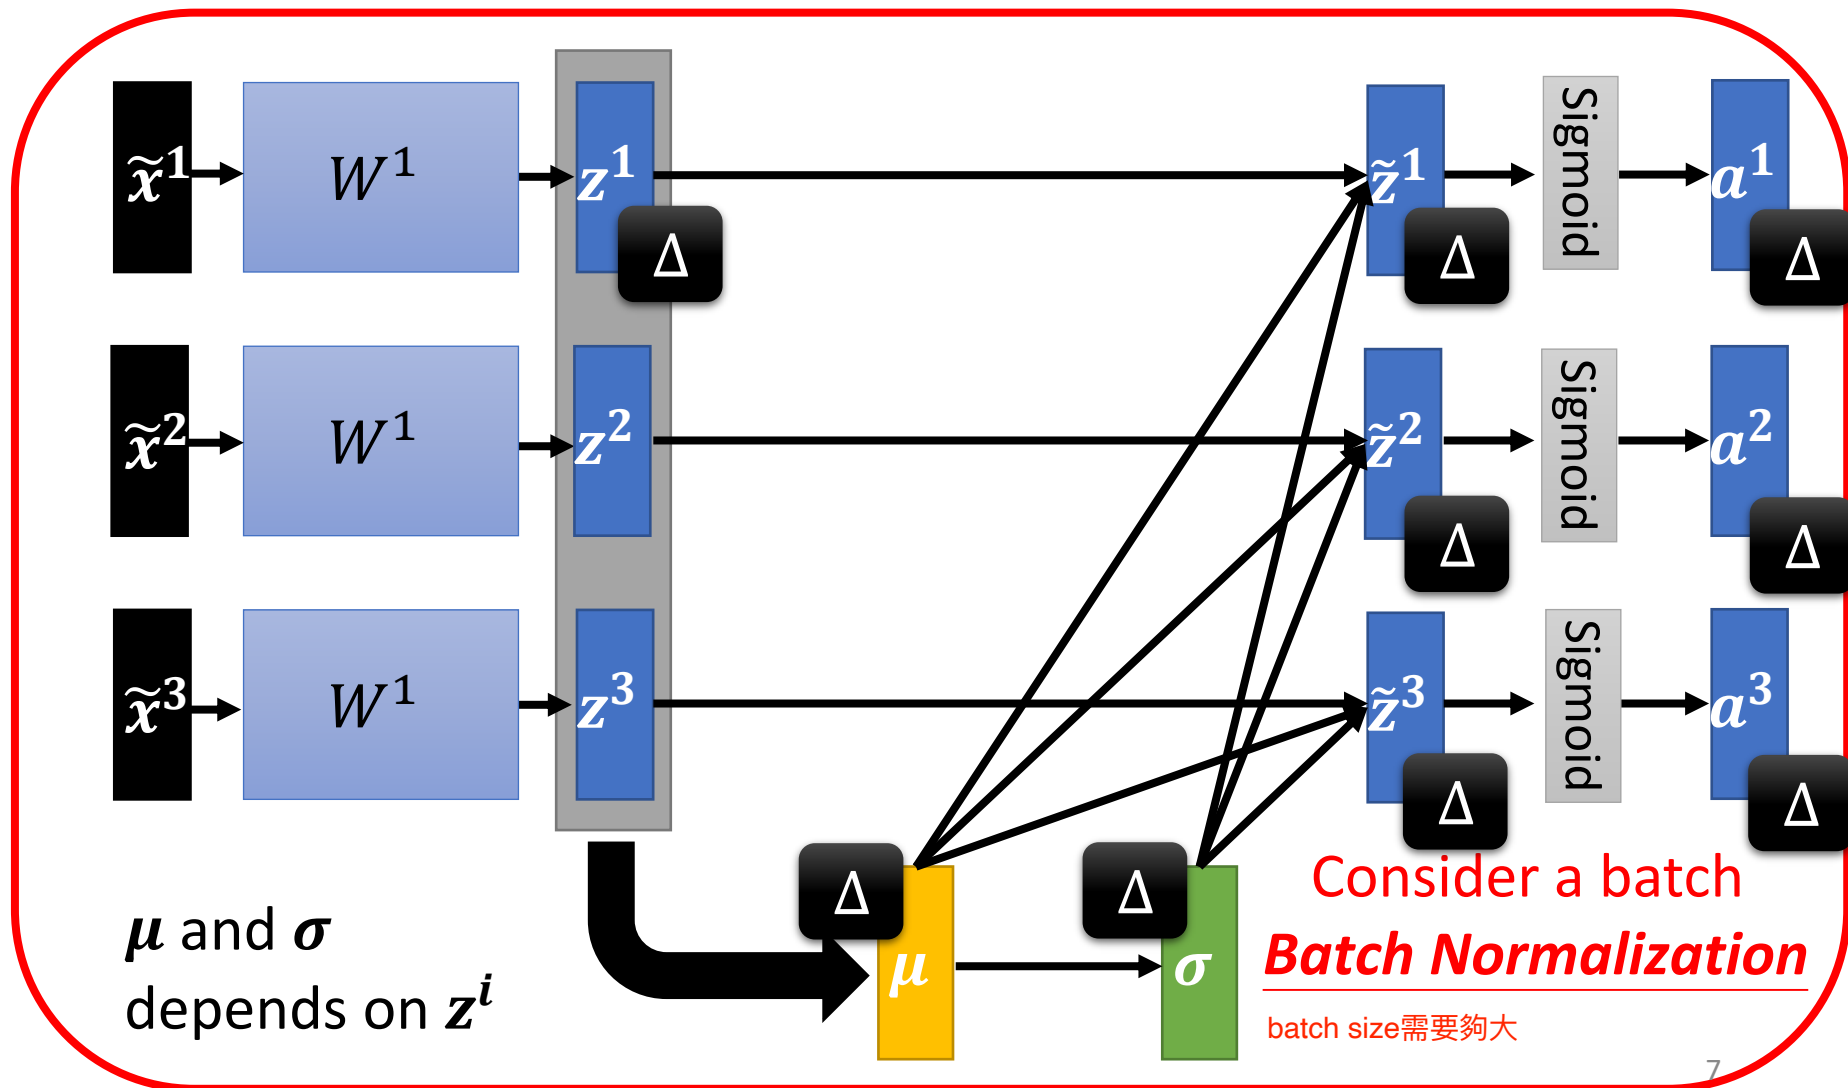 x̃¹ W¹ z¹ z̃¹ Sigmoid a¹
Δ Δ Δ
x̃² W¹ z² z̃² Sigmoid a²
Δ Δ
x̃³ W¹ z³ z̃³ Sigmoid a³
Δ Δ
Δ Δ
μ σ
μ and σ
depends on zⁱ
Consider a batch
Batch Normalization
batch size需要夠大
7